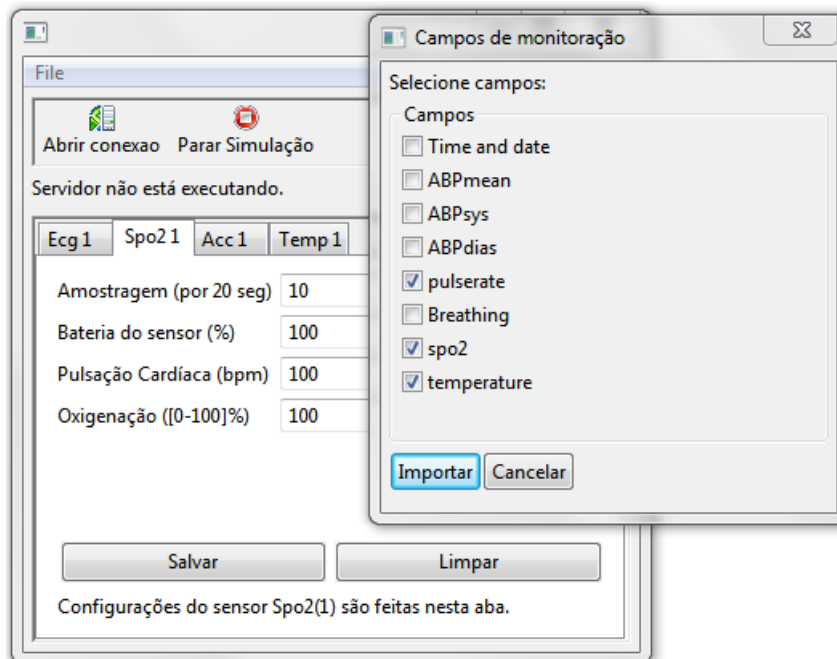 File
Abrir conexao Parar Simulação
Servidor não está executando.
Ecg 1 Spo2 1 Acc 1 Temp 1
Amostragem (por 20 seg) 10
Bateria do sensor (%) 100
Pulsação Cardíaca (bpm) 100
Oxigenação ([0-100]%) 100
Salvar Limpar
Configurações do sensor Spo2(1) são feitas nesta aba.
Campos de monitoração
Selecione campos:
Campos
Time and date
ABPmean
ABPsys
ABPdias
pulserate
Breathing
spo2
temperature
Importar Cancelar